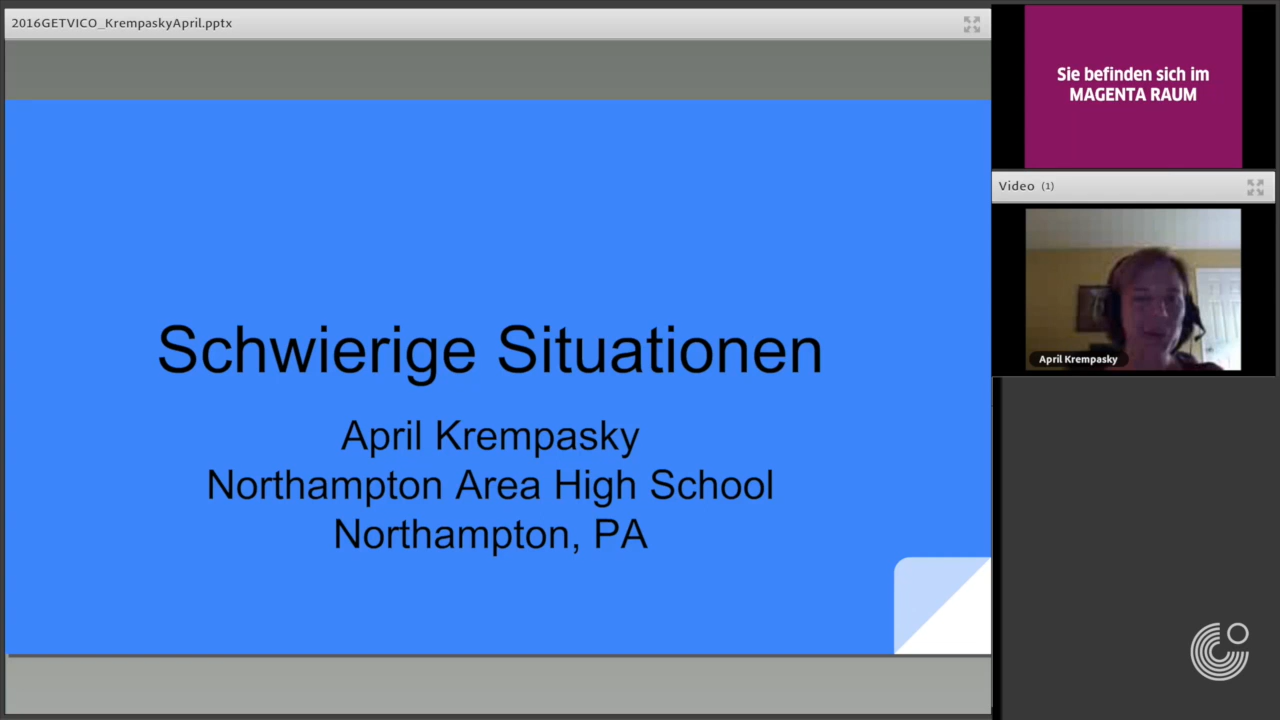 2016GETVICO_KrempaskyApril.pptx
Schwierige Situationen
April Krempasky
Northampton Area High School
Northampton, PA
Sie befinden sich im
MAGENTA RAUM
Video (1)
April Krempasky